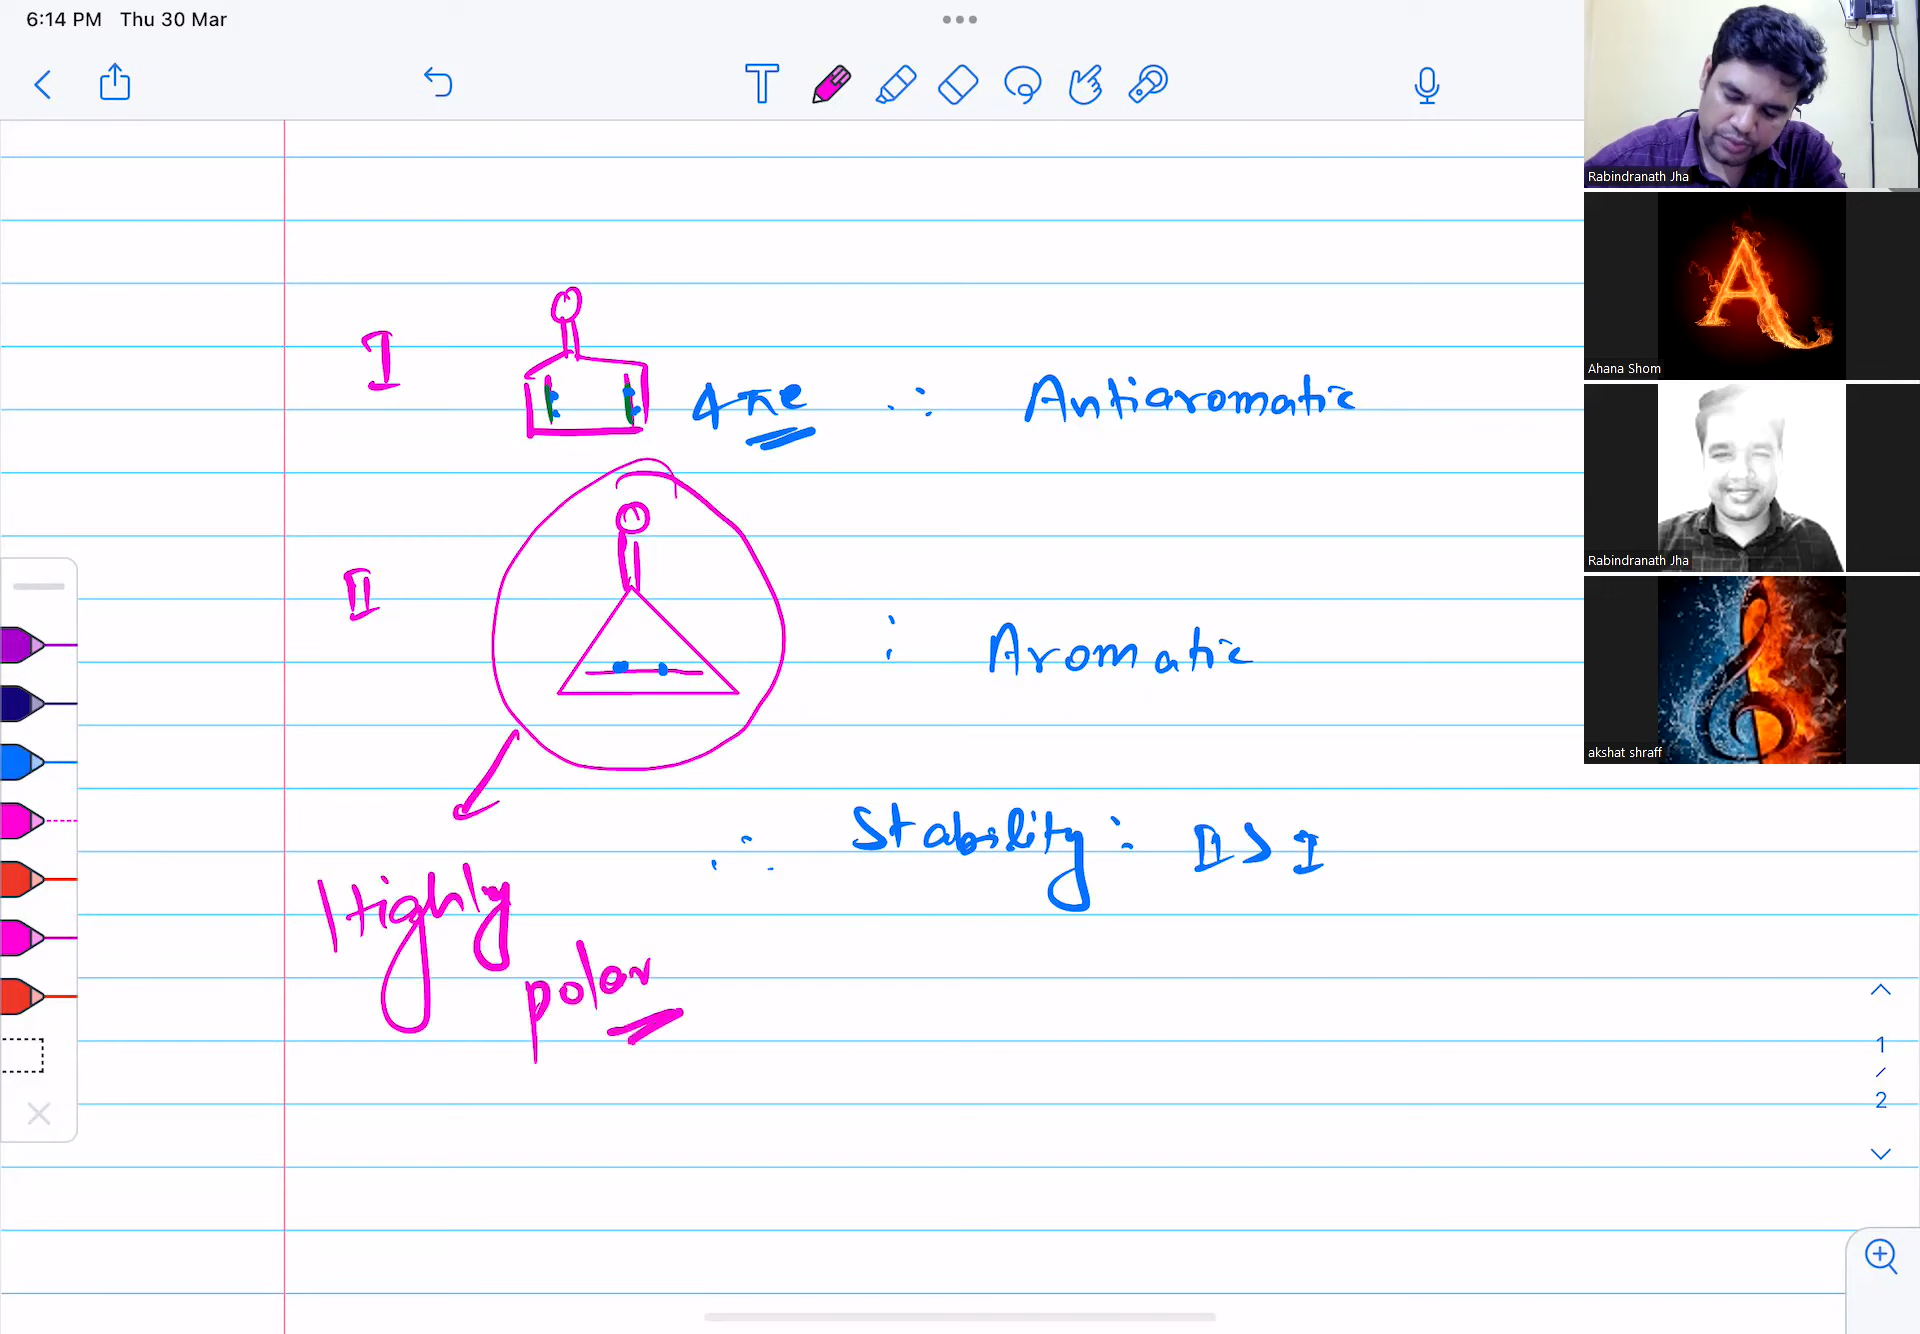 6:14 PM Thu 30 Mar
T
Rabindranath Jha
A
Ahana Shom
Rabindranath Jha
akshat shraff
I
O
4πe ∴ Antiaromatic
II
O
: Aromatic
∴ Stability: II > I
Highly
polar
1
/
2